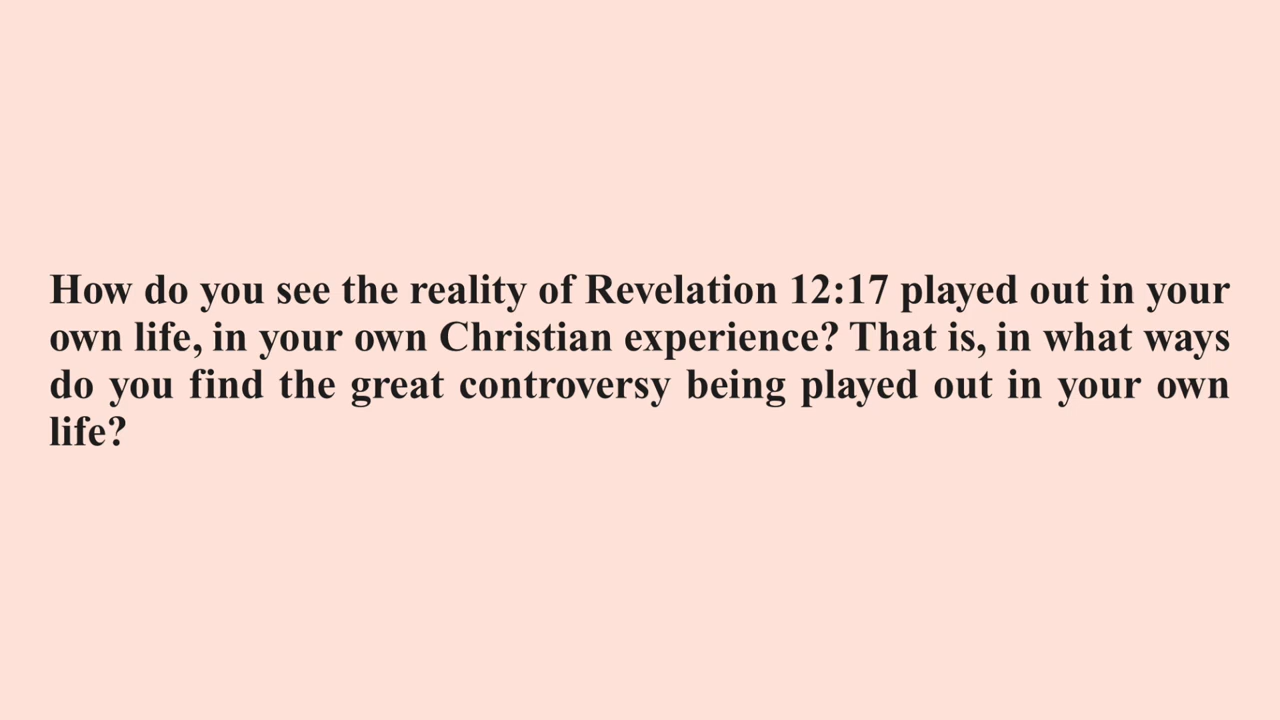 How do you see the reality of Revelation 12:17 played out in your
own life, in your own Christian experience? That is, in what ways
do you find the great controversy being played out in your own
life?